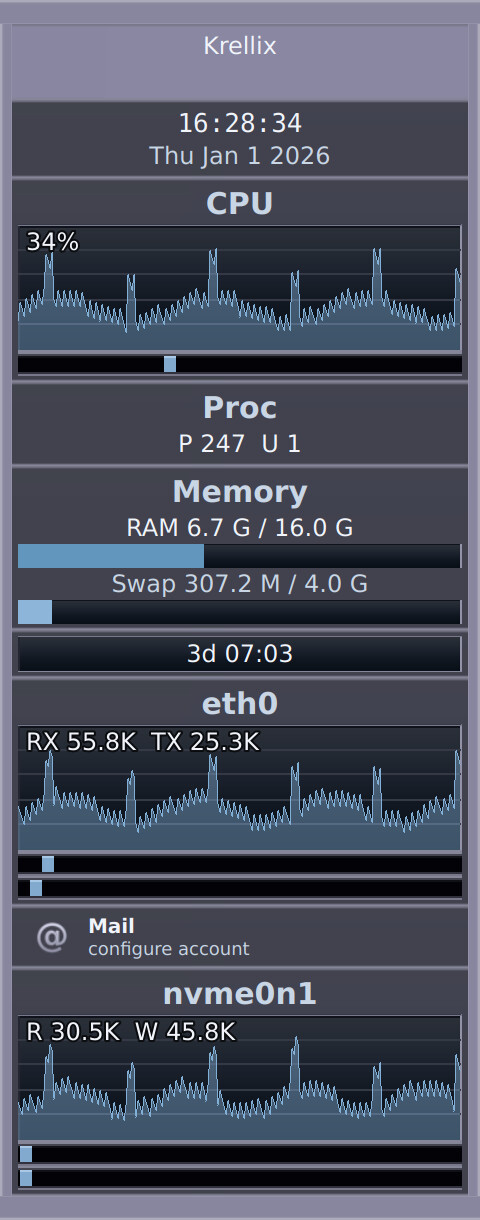 Krellix
16:28:34
Thu Jan 1 2026
CPU
34%
Proc
P 247 U 1
Memory
RAM 6.7 G / 16.0 G
Swap 307.2 M / 4.0 G
3d 07:03
eth0
RX 55.8K TX 25.3K
@ Mail
configure account
nvme0n1
R 30.5K W 45.8K